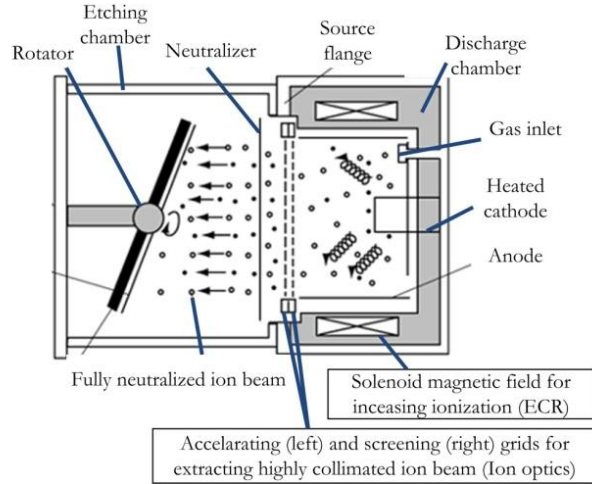 Etching
chamber
Rotator
Neutralizer
Source
flange
Discharge
chamber
Gas inlet
Heated
cathode
Anode
Fully neutralized ion beam
Solenoid magnetic field for
inceasing ionization (ECR)
Accelarating (left) and screening (right) grids for
extracting highly collimated ion beam (Ion optics)